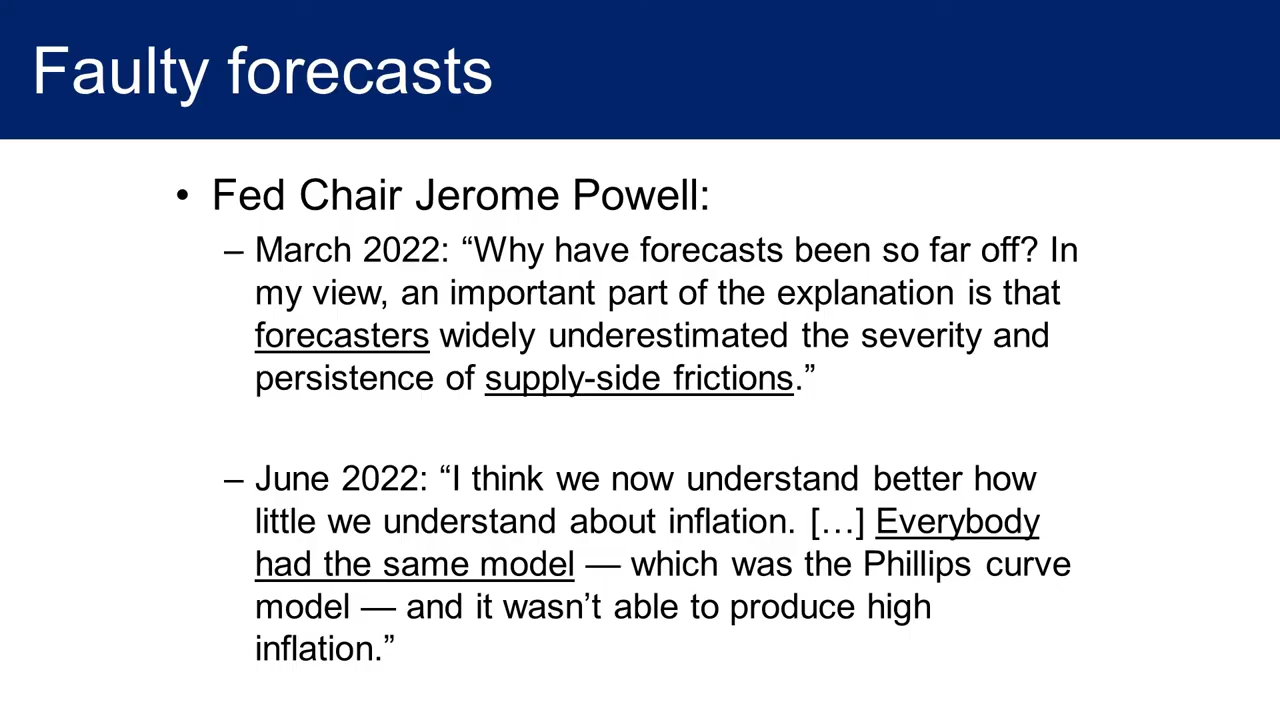 Faulty forecasts
• Fed Chair Jerome Powell:
– March 2022: “Why have forecasts been so far off? In
my view, an important part of the explanation is that
forecasters widely underestimated the severity and
persistence of supply-side frictions.”
– June 2022: “I think we now understand better how
little we understand about inflation. […] Everybody
had the same model — which was the Phillips curve
model — and it wasn’t able to produce high
inflation.”